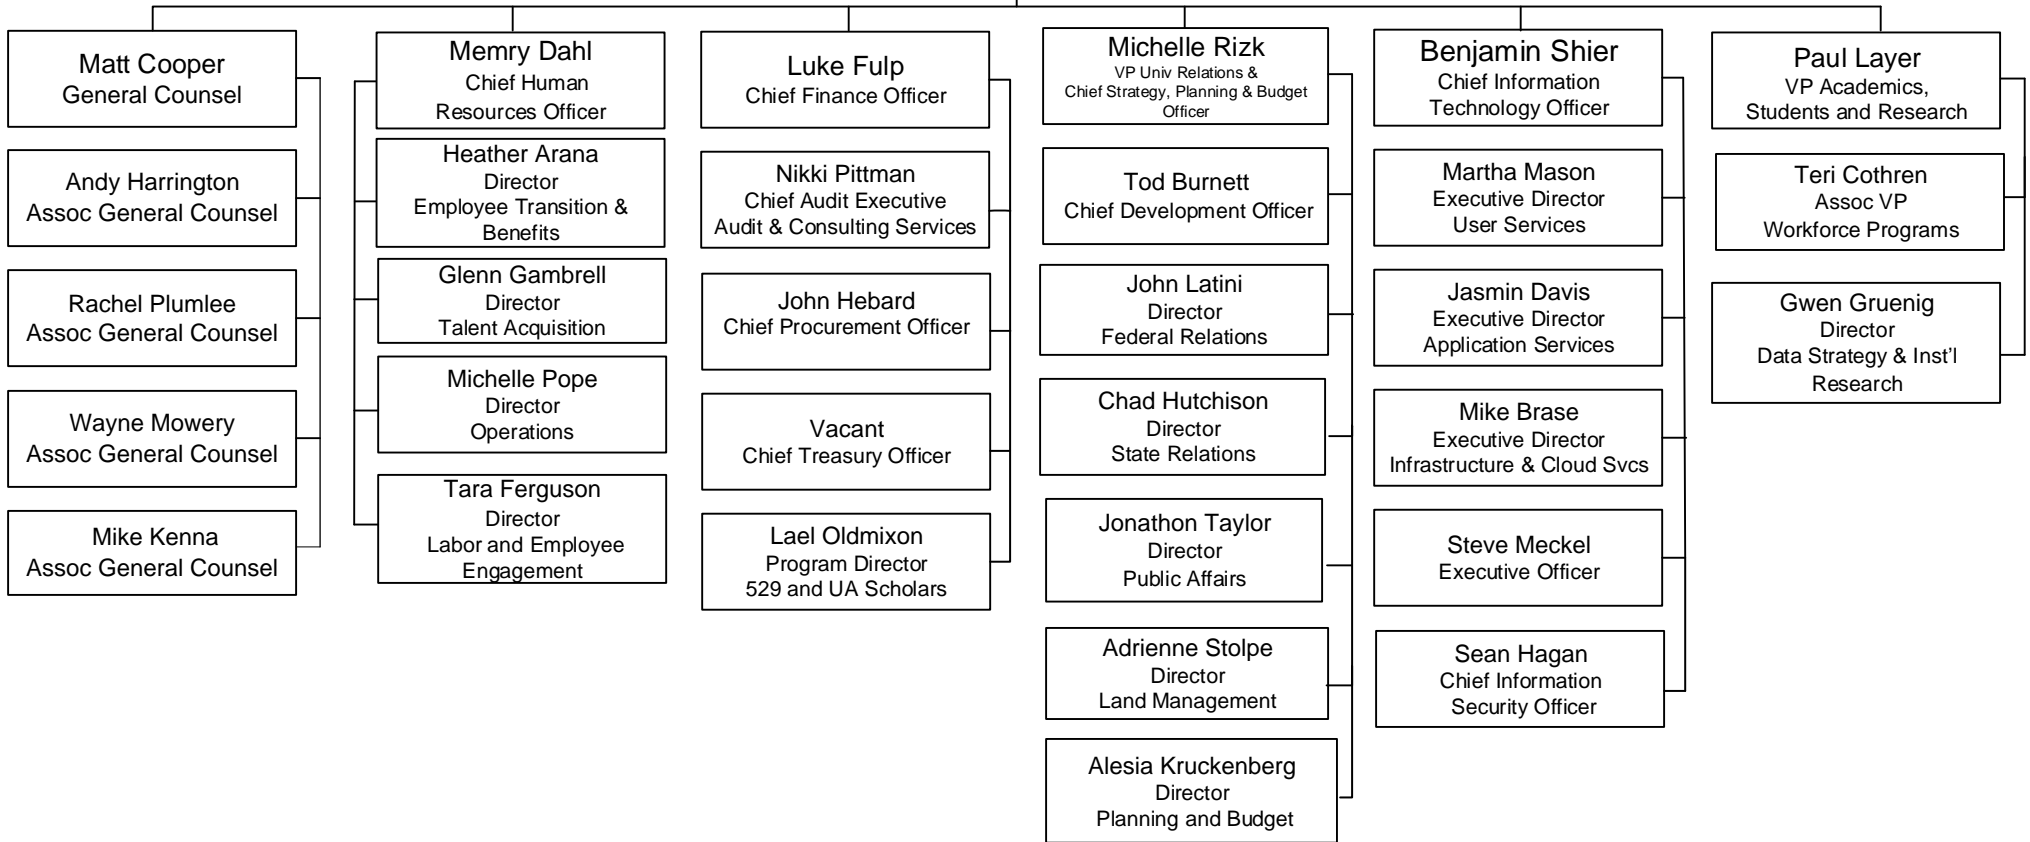 Matt Cooper
General Counsel
Andy Harrington
Assoc General Counsel
Rachel Plumlee
Assoc General Counsel
Wayne Mowery
Assoc General Counsel
Mike Kenna
Assoc General Counsel
Memry Dahl
Chief Human
Resources Officer
Heather Arana
Director
Employee Transition &
Benefits
Glenn Gambrell
Director
Talent Acquisition
Michelle Pope
Director
Operations
Tara Ferguson
Director
Labor and Employee
Engagement
Luke Fulp
Chief Finance Officer
Nikki Pittman
Chief Audit Executive
Audit & Consulting Services
John Hebard
Chief Procurement Officer
Vacant
Chief Treasury Officer
Lael Oldmixon
Program Director
529 and UA Scholars
Michelle Rizk
VP Univ Relations &
Chief Strategy, Planning & Budget
Officer
Tod Burnett
Chief Development Officer
John Latini
Director
Federal Relations
Chad Hutchison
Director
State Relations
Jonathon Taylor
Director
Public Affairs
Adrienne Stolpe
Director
Land Management
Alesia Kruckenberg
Director
Planning and Budget
Benjamin Shier
Chief Information
Technology Officer
Martha Mason
Executive Director
User Services
Jasmin Davis
Executive Director
Application Services
Mike Brase
Executive Director
Infrastructure & Cloud Svcs
Steve Meckel
Executive Officer
Sean Hagan
Chief Information
Security Officer
Paul Layer
VP Academics,
Students and Research
Teri Cothren
Assoc VP
Workforce Programs
Gwen Gruenig
Director
Data Strategy & Inst'l
Research